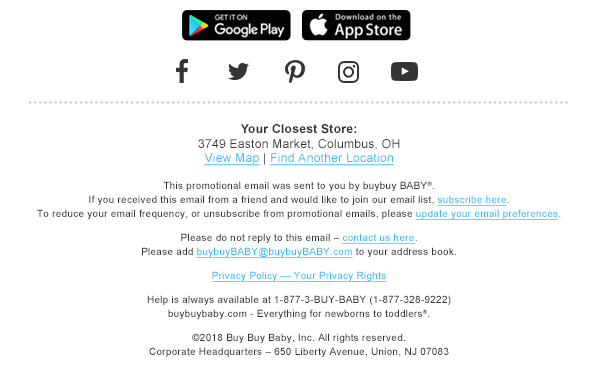 GET IT ON
Google Play
Download on the
App Store
Your Closest Store:
3749 Easton Market, Columbus, OH
View Map | Find Another Location
This promotional email was sent to you by buybuy BABY®.
If you received this email from a friend and would like to join our email list, subscribe here.
To reduce your email frequency, or unsubscribe from promotional emails, please update your email preferences.
Please do not reply to this email – contact us here.
Please add buybuyBABY@buybuyBABY.com to your address book.
Privacy Policy — Your Privacy Rights
Help is always available at 1-877-3-BUY-BABY (1-877-328-9222)
buybuybaby.com - Everything for newborns to toddlers®.
©2018 Buy Buy Baby, Inc. All rights reserved.
Corporate Headquarters – 650 Liberty Avenue, Union, NJ 07083